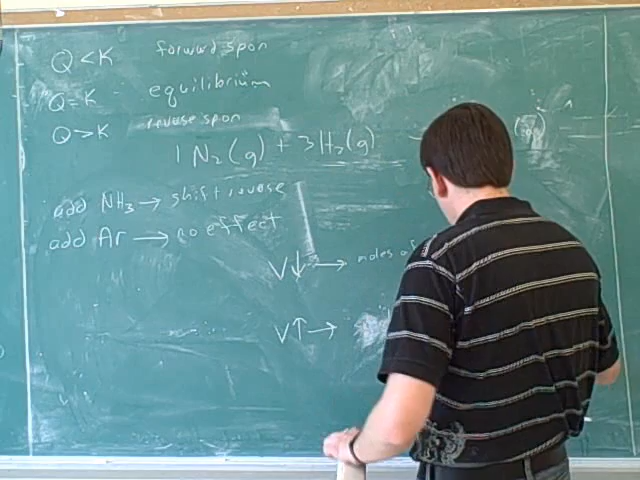 Q < K forward spon
Q = K equilibrium
Q > K reverse spon
1 N₂(g) + 3H₂(g) (g)
add NH₃ → shift reverse
add Ar → no effect
V↓ → moles of
V↑ →